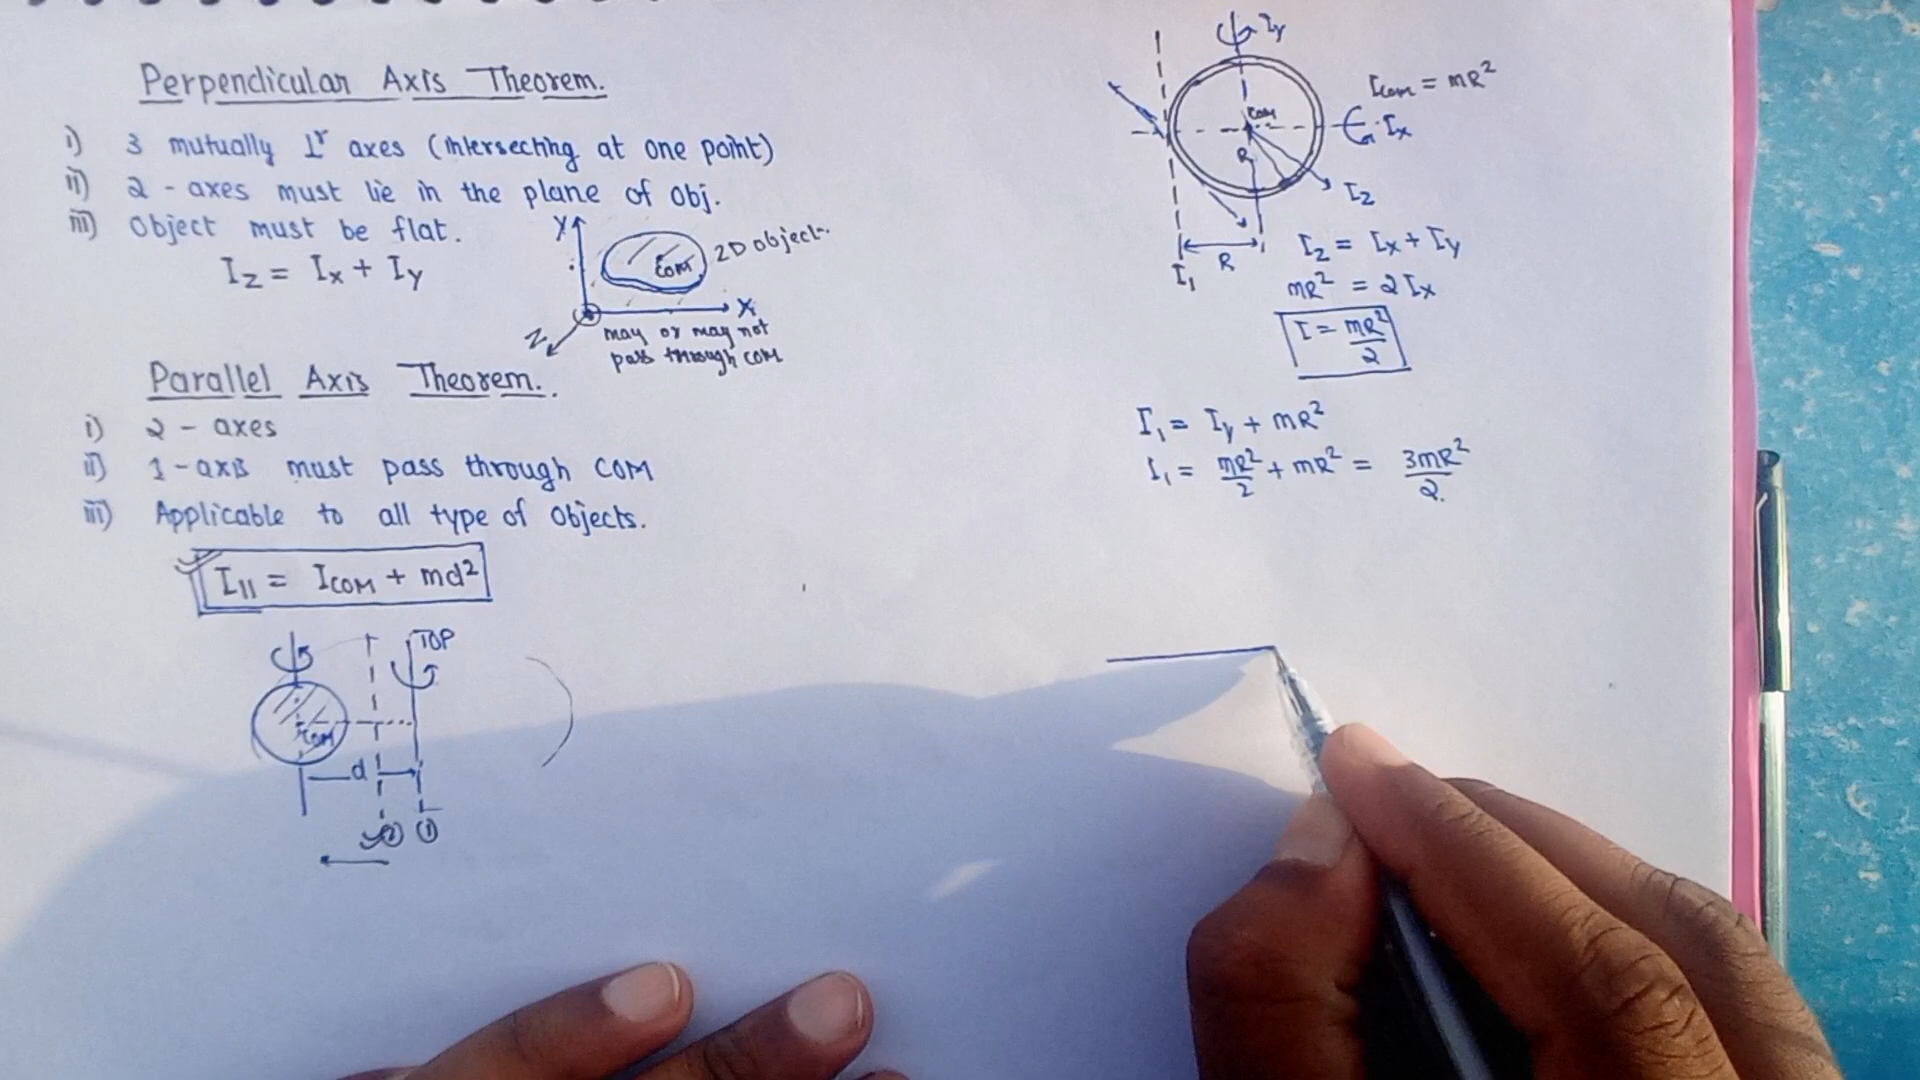 Perpendicular Axis Theorem.
i) 3 mutually ⊥r axes (intersecting at one point)
ii) 2 - axes must lie in the plane of obj.
iii) Object must be flat.
Iz = Ix + Iy
Y
COM
2D object
X
Z
may or may not
pass through COM
Parallel Axis Theorem.
i) 2 - axes
ii) 1 - axis must pass through COM
iii) Applicable to all type of Objects.
I|| = ICOM + md²
TOP
COM
d
② ①
Iy
Icom = mR²
COM
Ix
R
Iz
R
I₁
Iz = Ix + Iy
mR² = 2Ix
I = mR²/2
I₁ = Iy + mR²
I₁ = mR²/2 + mR² = 3mR²/2